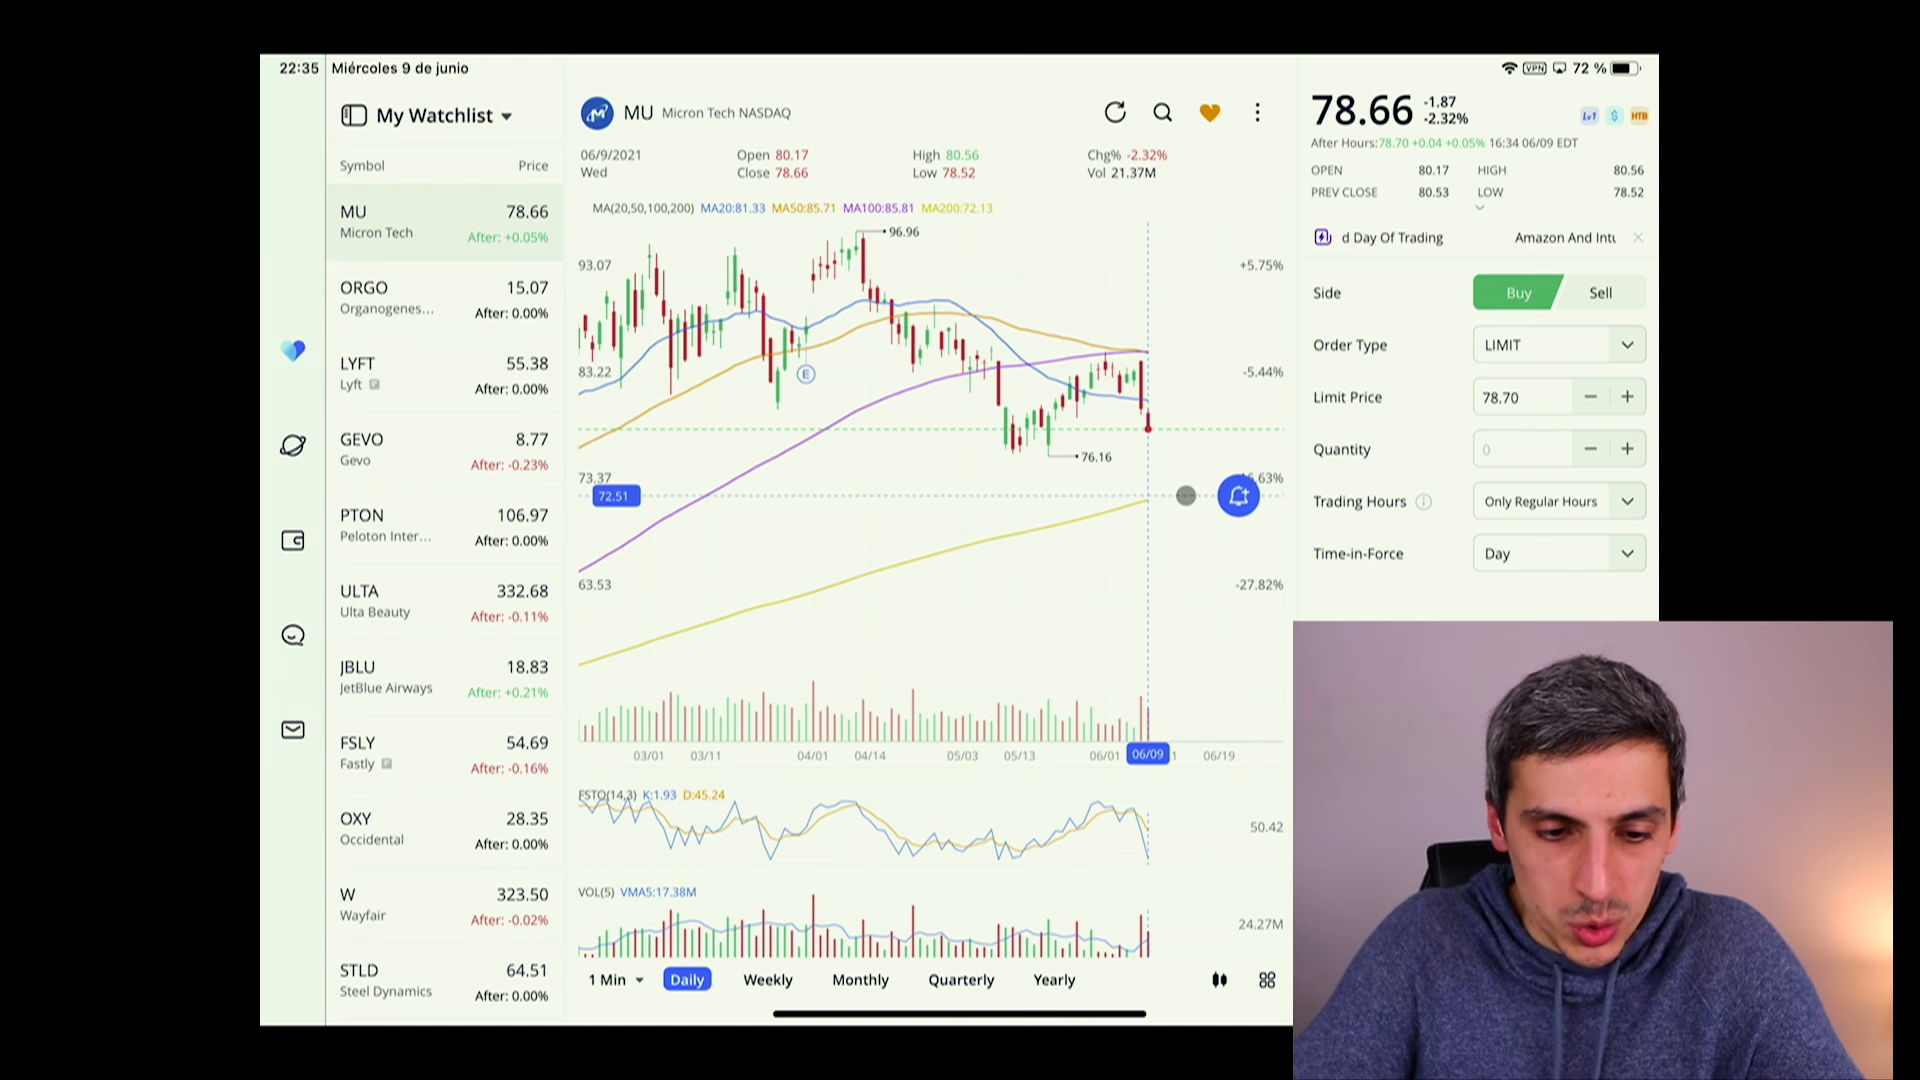 22:35 Miércoles 9 de junio
VPN 72 %
My Watchlist
Symbol Price
MU 78.66
Micron Tech After: +0.05%
ORGO 15.07
Organogenes... After: 0.00%
LYFT 55.38
Lyft After: 0.00%
GEVO 8.77
Gevo After: -0.23%
PTON 106.97
Peloton Inter... After: 0.00%
ULTA 332.68
Ulta Beauty After: -0.11%
JBLU 18.83
JetBlue Airways After: +0.21%
FSLY 54.69
Fastly After: -0.16%
OXY 28.35
Occidental After: 0.00%
W 323.50
Wayfair After: -0.02%
STLD 64.51
Steel Dynamics After: 0.00%
MU Micron Tech NASDAQ
06/9/2021 Open 80.17 High 80.56 Chg% -2.32%
Wed Close 78.66 Low 78.52 Vol 21.37M
MA(20,50,100,200) MA20:81.33 MA50:85.71 MA100:85.81 MA200:72.13
96.96
93.07 +5.75%
E
83.22 -5.44%
76.16
73.37 .63%
72.51
63.53 -27.82%
03/01 03/11 04/01 04/14 05/03 05/13 06/01 06/09 1 06/19
FSTO(14,3) K:1.93 D:45.24
50.42
VOL(5) VMA5:17.38M
24.27M
1 Min Daily Weekly Monthly Quarterly Yearly
78.66 -1.87
-2.32%
Lv1 $ HTB
After Hours:78.70 +0.04 +0.05% 16:34 06/09 EDT
OPEN 80.17 HIGH 80.56
PREV CLOSE 80.53 LOW 78.52
d Day Of Trading Amazon And Intu
Side Buy Sell
Order Type LIMIT
Limit Price 78.70 − +
Quantity 0 − +
Trading Hours Only Regular Hours
Time-in-Force Day